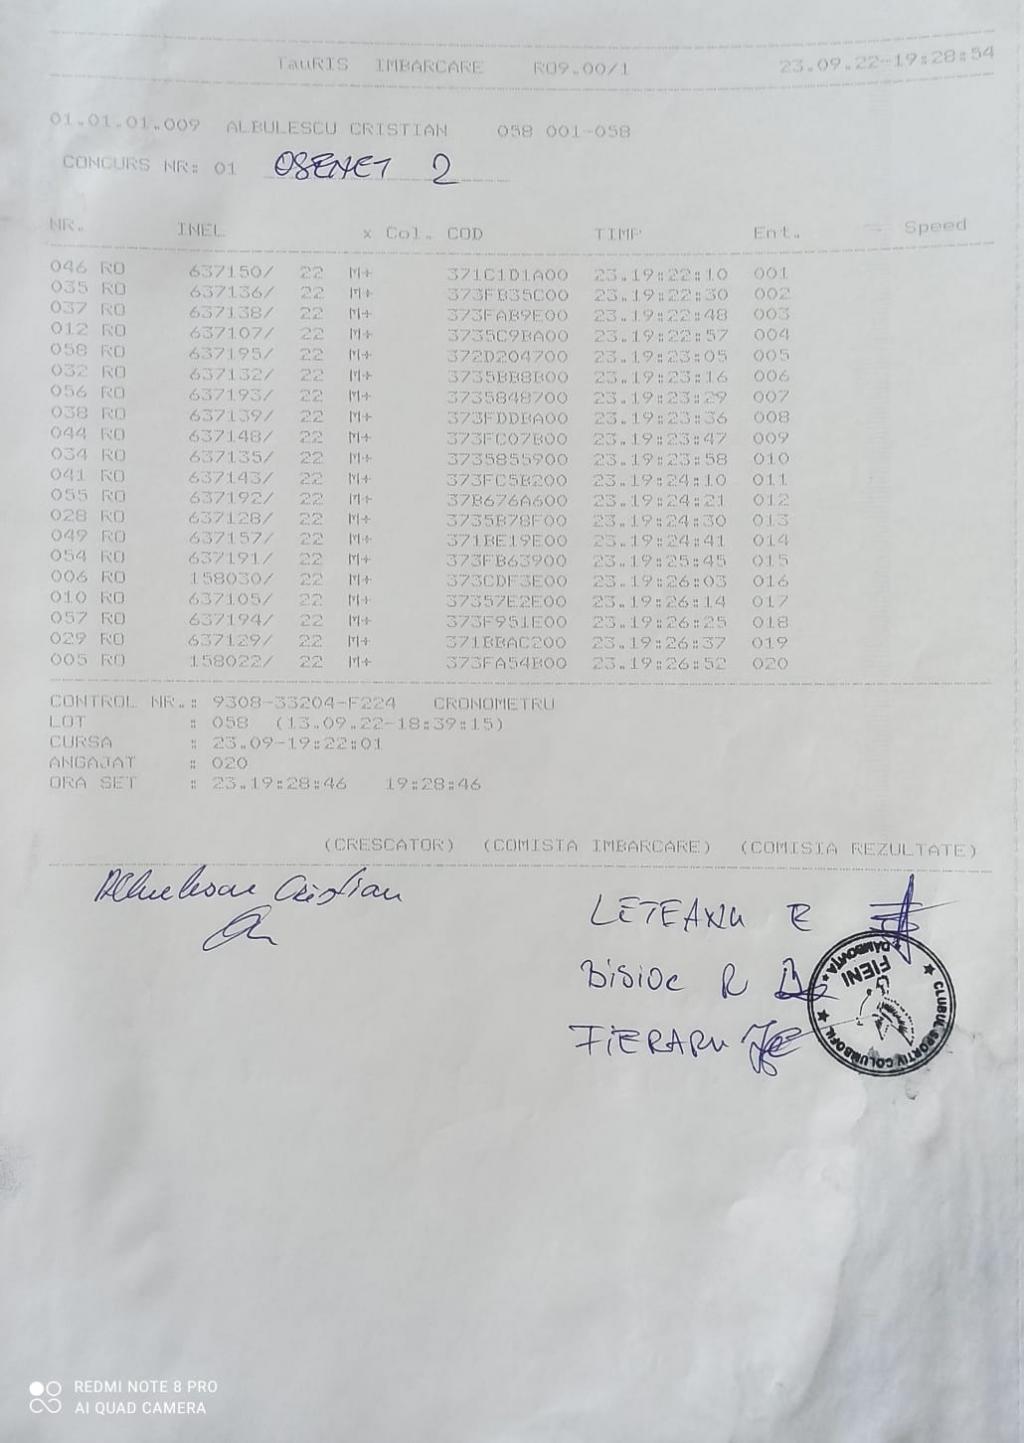 TauRIS IMBARCARE RO9.00/1 23.09.22-19:28:54
01.01.01.009 ALBULESCU CRISTIAN 058 001-058
CONCURS NR: 01 OSENET 2
NR. INEL x Col. COD TIMP Ent. Speed
046 RO 637150/ 22 M+ 371C1D1A00 23.19:22:10 001
035 RO 637136/ 22 M+ 373FB35C00 23.19:22:30 002
037 RO 637138/ 22 M+ 373FAB9E00 23.19:22:48 003
012 RO 637107/ 22 M+ 3735C9BA00 23.19:22:57 004
058 RO 637195/ 22 M+ 372D204700 23.19:23:05 005
032 RO 637132/ 22 M+ 3735BB8B00 23.19:23:16 006
056 RO 637193/ 22 M+ 3735848700 23.19:23:29 007
038 RO 637139/ 22 M+ 373FDDBA00 23.19:23:36 008
044 RO 637148/ 22 M+ 373FC07B00 23.19:23:47 009
034 RO 637135/ 22 M+ 3735855900 23.19:23:58 010
041 RO 637143/ 22 M+ 373FC5B200 23.19:24:10 011
055 RO 637192/ 22 M+ 37B676A600 23.19:24:21 012
028 RO 637128/ 22 M+ 3735B78F00 23.19:24:30 013
049 RO 637157/ 22 M+ 371BE19E00 23.19:24:41 014
054 RO 637191/ 22 M+ 373FB63900 23.19:25:45 015
006 RO 158030/ 22 M+ 373CDF3E00 23.19:26:03 016
010 RO 637105/ 22 M+ 37357E2E00 23.19:26:14 017
057 RO 637194/ 22 M+ 373F951E00 23.19:26:25 018
029 RO 637129/ 22 M+ 371BBAC200 23.19:26:37 019
005 RO 158022/ 22 M+ 373FA54B00 23.19:26:52 020
CONTROL NR.: 9308-33204-F224 CRONOMETRU
LOT : 058 (13.09.22-18:39:15)
CURSA : 23.09-19:22:01
ANGAJAT : 020
ORA SET : 23.19:28:46 19:28:46
(CRESCATOR) (COMISIA IMBARCARE) (COMISIA REZULTATE)
Albulescu Cristian
LETEANU E
BISIOC R
FIERARU
CLUBUL SPORTIV COLUMBOFIL
FIENI
DAMBOVITA
REDMI NOTE 8 PRO
AI QUAD CAMERA